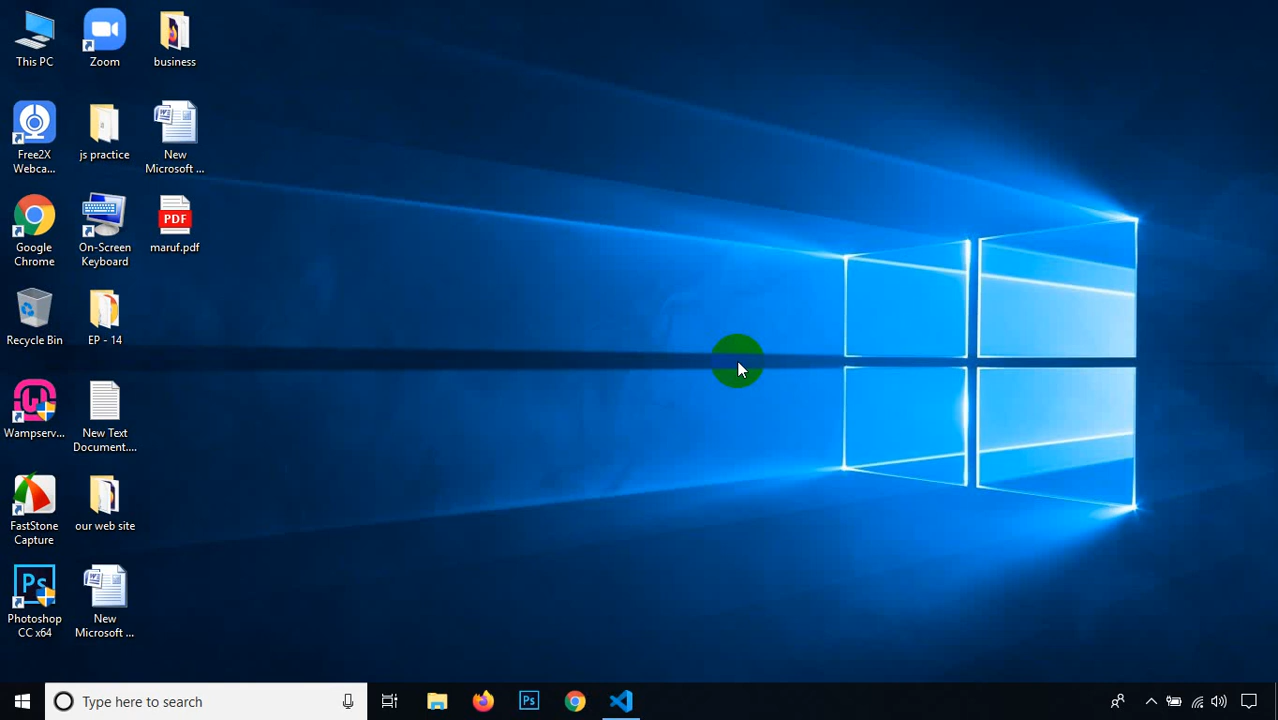 This PC
Zoom
business
Free2X
Webca...
js practice
New
Microsoft ...
Google
Chrome
On-Screen
Keyboard
PDF
maruf.pdf
Recycle Bin
EP - 14
Wampserv...
New Text
Document....
FastStone
Capture
our web site
Ps
Photoshop
CC x64
New
Microsoft ...
Type here to search
Ps